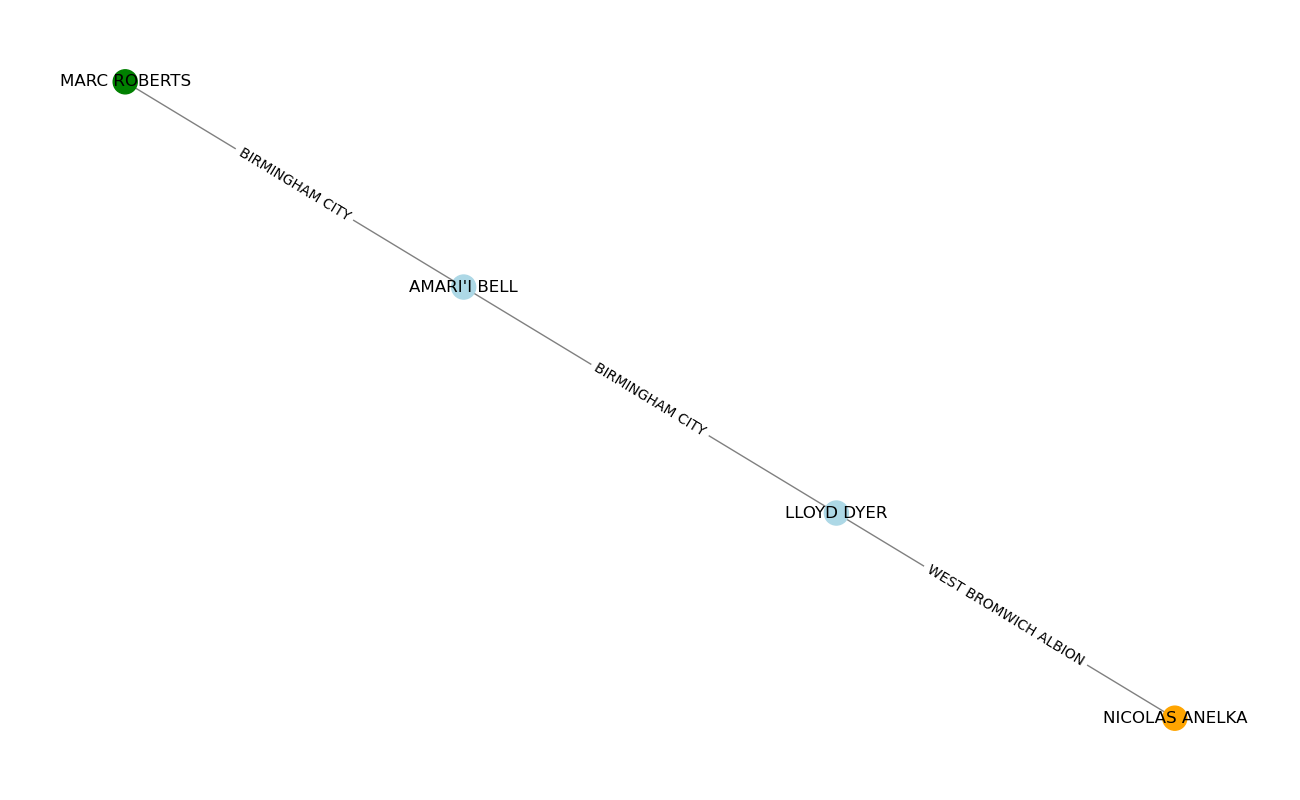 MARC ROBERTS
BIRMINGHAM CITY
AMARI'I BELL
BIRMINGHAM CITY
LLOYD DYER
WEST BROMWICH ALBION
NICOLAS ANELKA